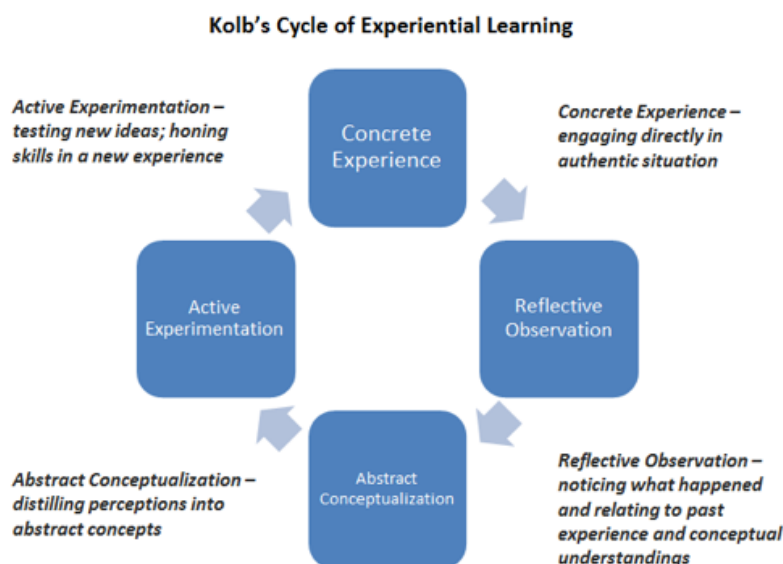 Kolb's Cycle of Experiential Learning
Active Experimentation –
testing new ideas; honing
skills in a new experience
Concrete
Experience
Concrete Experience –
engaging directly in
authentic situation
Active
Experimentation
Reflective
Observation
Abstract Conceptualization –
distilling perceptions into
abstract concepts
Abstract
Conceptualization
Reflective Observation –
noticing what happened
and relating to past
experience and conceptual
understandings